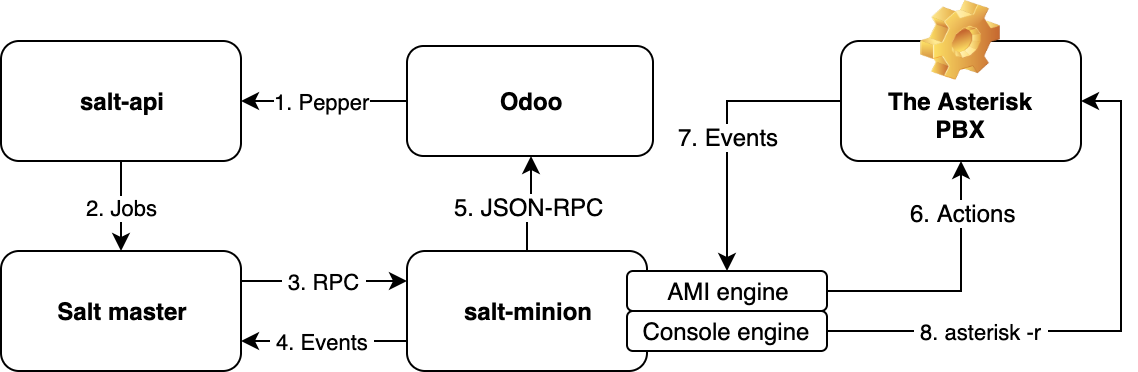 salt-api
1. Pepper
Odoo
The Asterisk
PBX
7. Events
2. Jobs
5. JSON-RPC
6. Actions
Salt master
3. RPC
4. Events
salt-minion
AMI engine
Console engine
8. asterisk -r